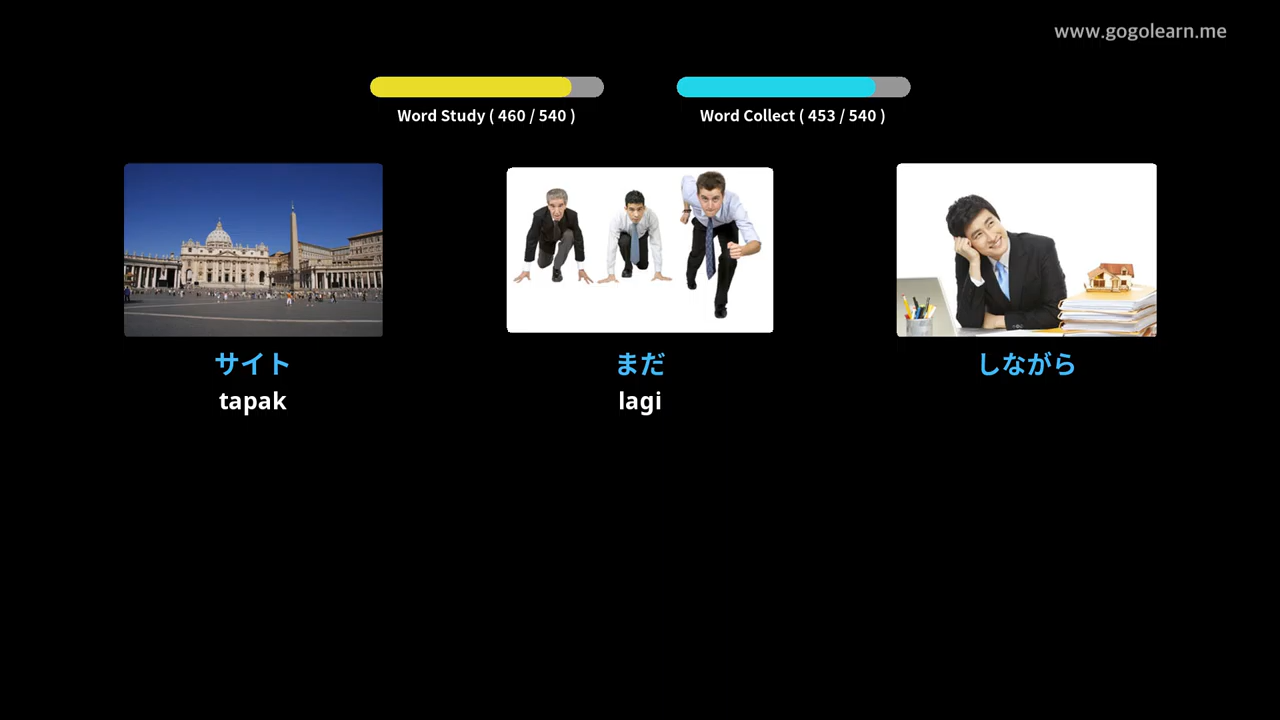 www.gogolearn.me
Word Study ( 460 / 540 )
Word Collect ( 453 / 540 )
サイト
tapak
まだ
lagi
しながら